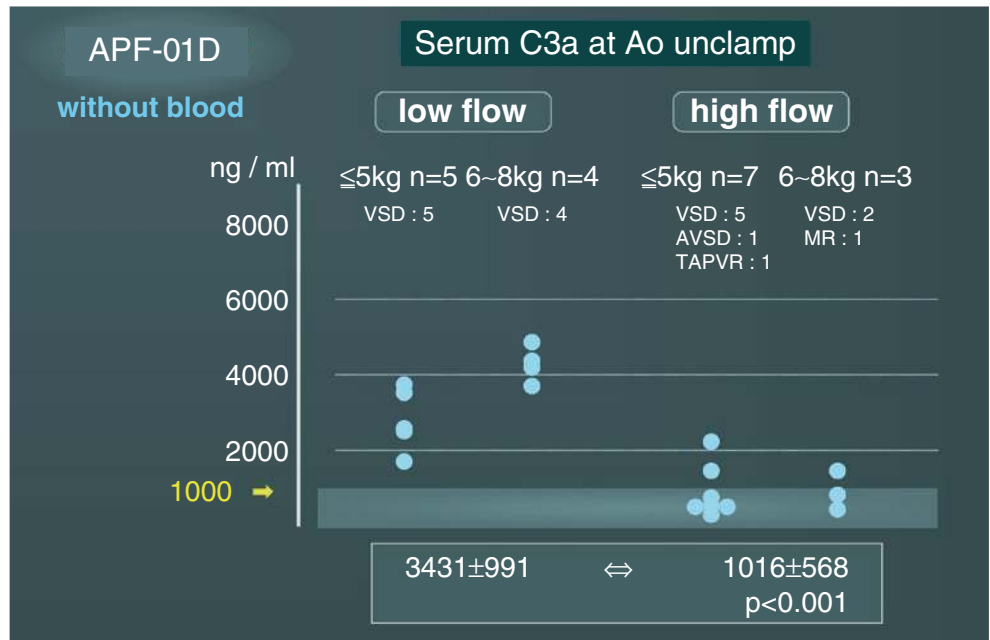 APF-01D
Serum C3a at Ao unclamp
without blood
low flow
high flow
ng / ml
≦5kg n=5 6~8kg n=4
≦5kg n=7 6~8kg n=3
VSD : 5
VSD : 4
VSD : 5
AVSD : 1
TAPVR : 1
VSD : 2
MR : 1
8000
6000
4000
2000
1000 ➡
3431±991 ⇔ 1016±568
p<0.001